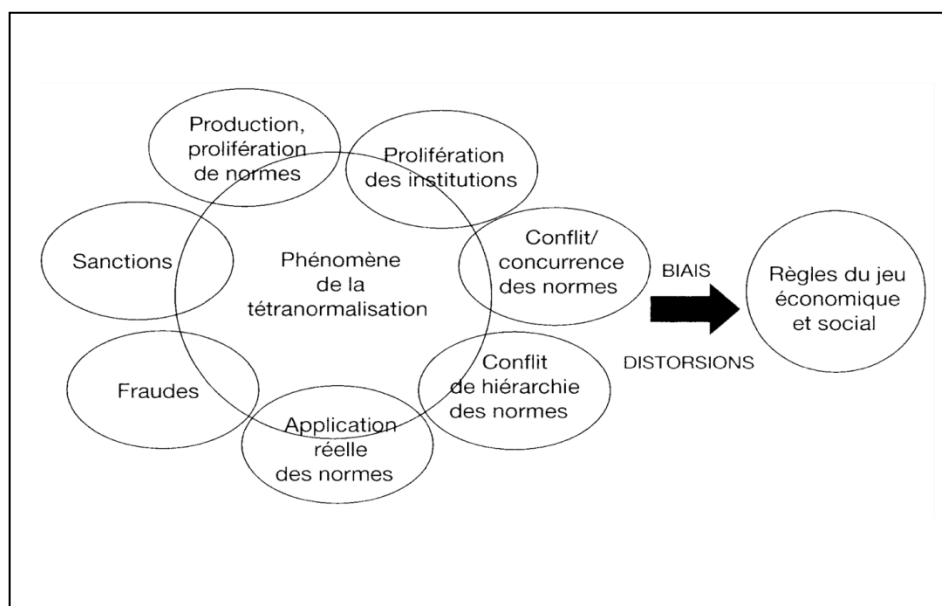 Production,
prolifération
de normes
Prolifération
des institutions
Sanctions
Phénomène
de la
tétranormalisation
Conflit/
concurrence
des normes
BIAIS
DISTORSIONS
Règles du jeu
économique
et social
Fraudes
Application
réelle
des normes
Conflit
de hiérarchie
des normes